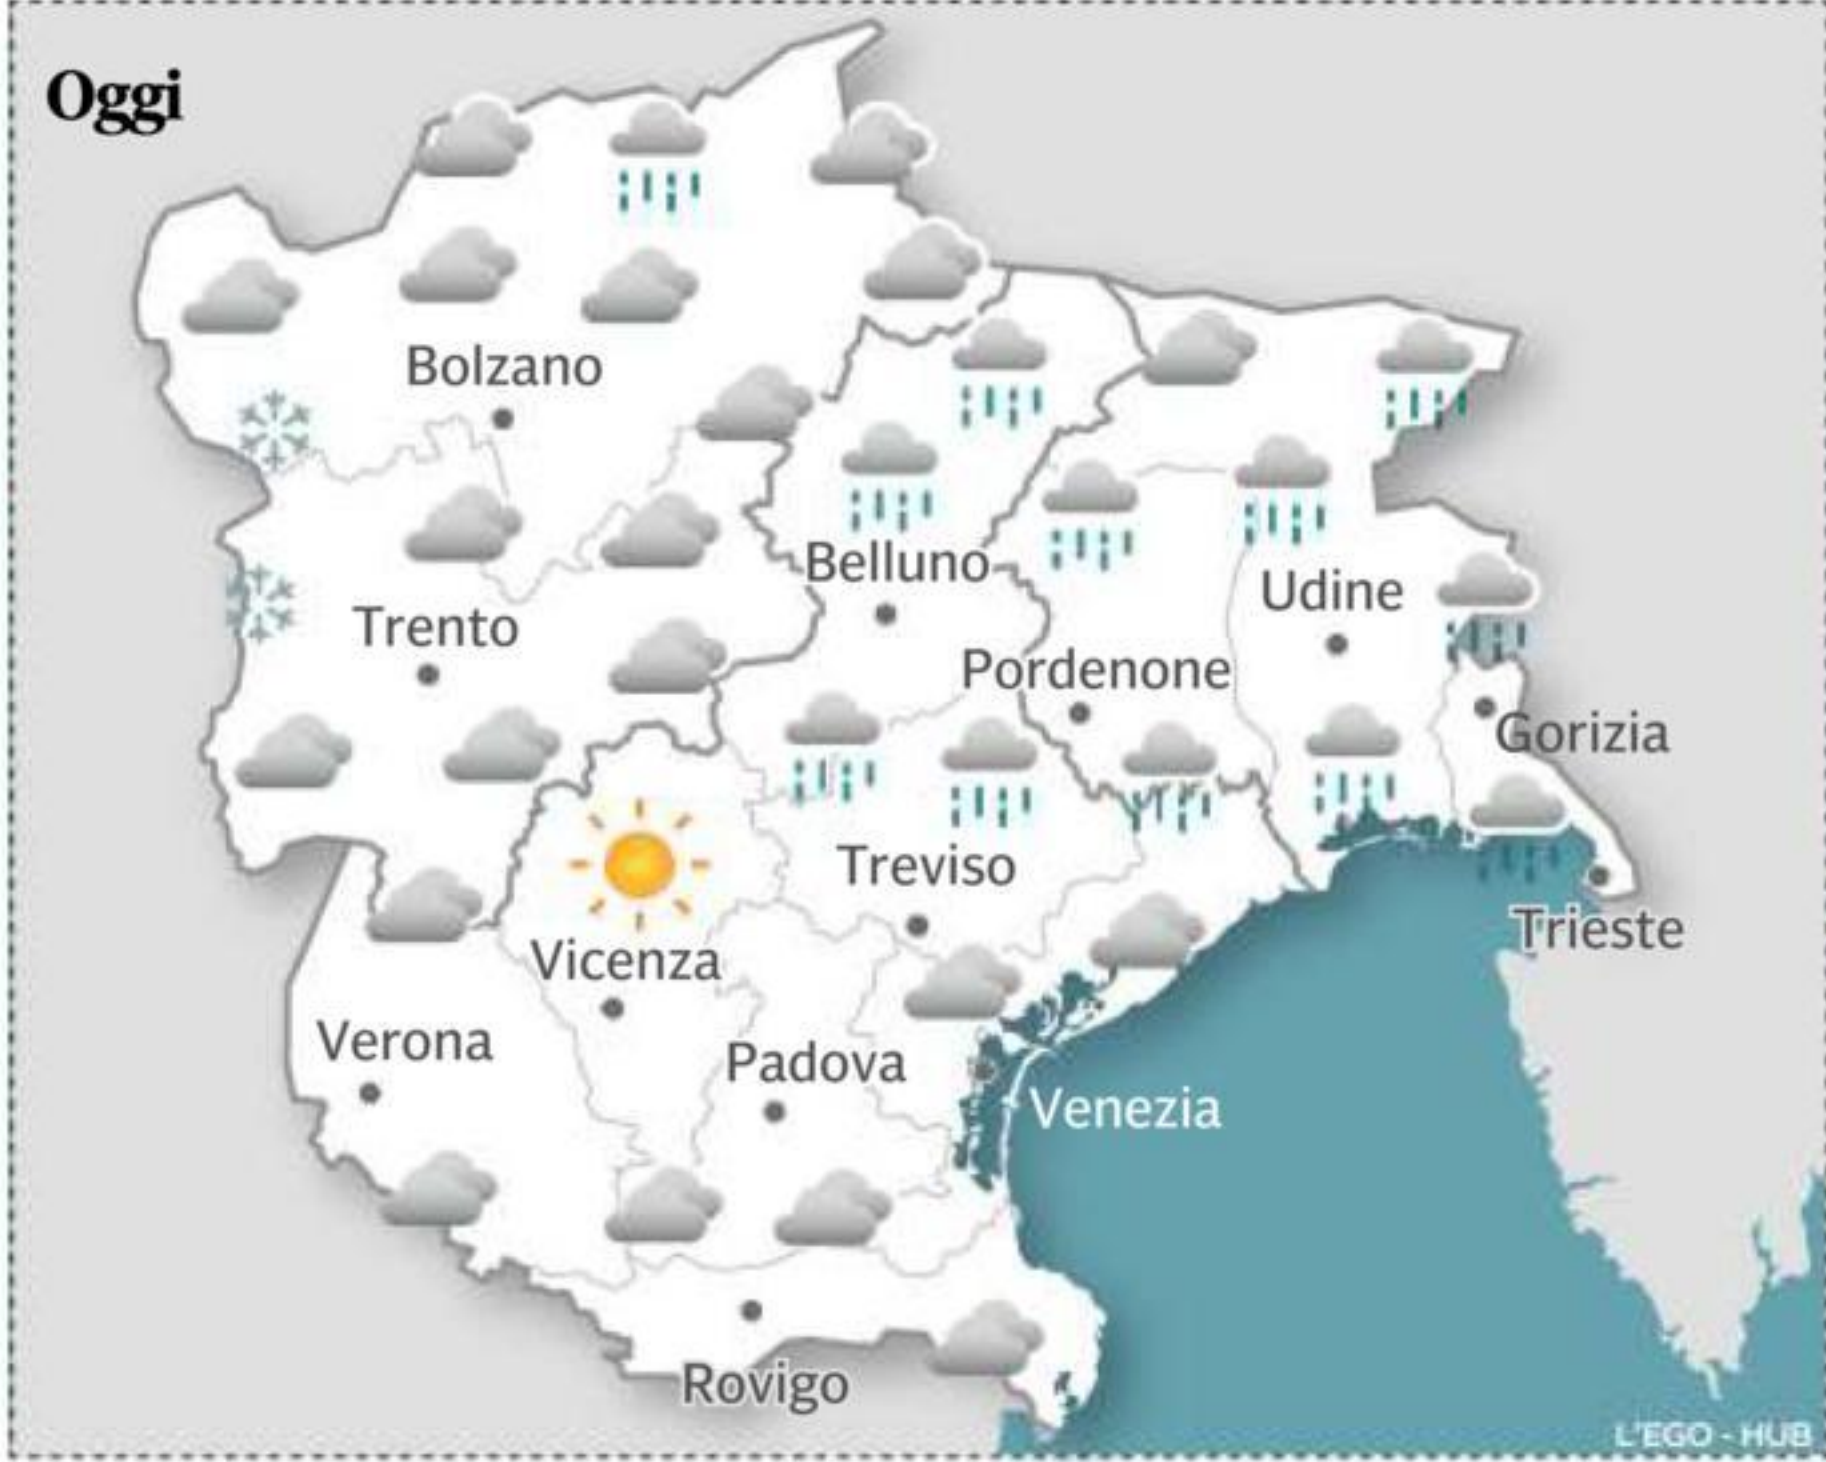 Oggi
Bolzano
Belluno
Udine
Trento
Pordenone
Gorizia
Treviso
Trieste
Vicenza
Verona
Padova
Venezia
Rovigo
L'EGO - HUB